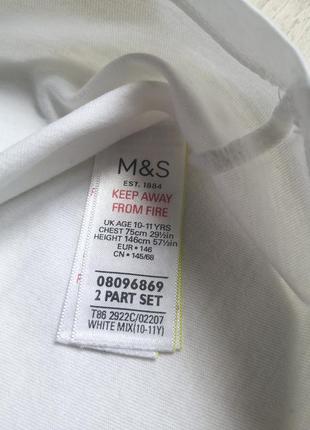 M&S
EST. 1884
KEEP AWAY
FROM FIRE
UK AGE 10-11 YRS
CHEST 75cm 29½in
HEIGHT 146cm 57½in
EUR • 146
CN • 145/68
08096869
2 PART SET
T86 2922C/02207
WHITE MIX(10-11Y)